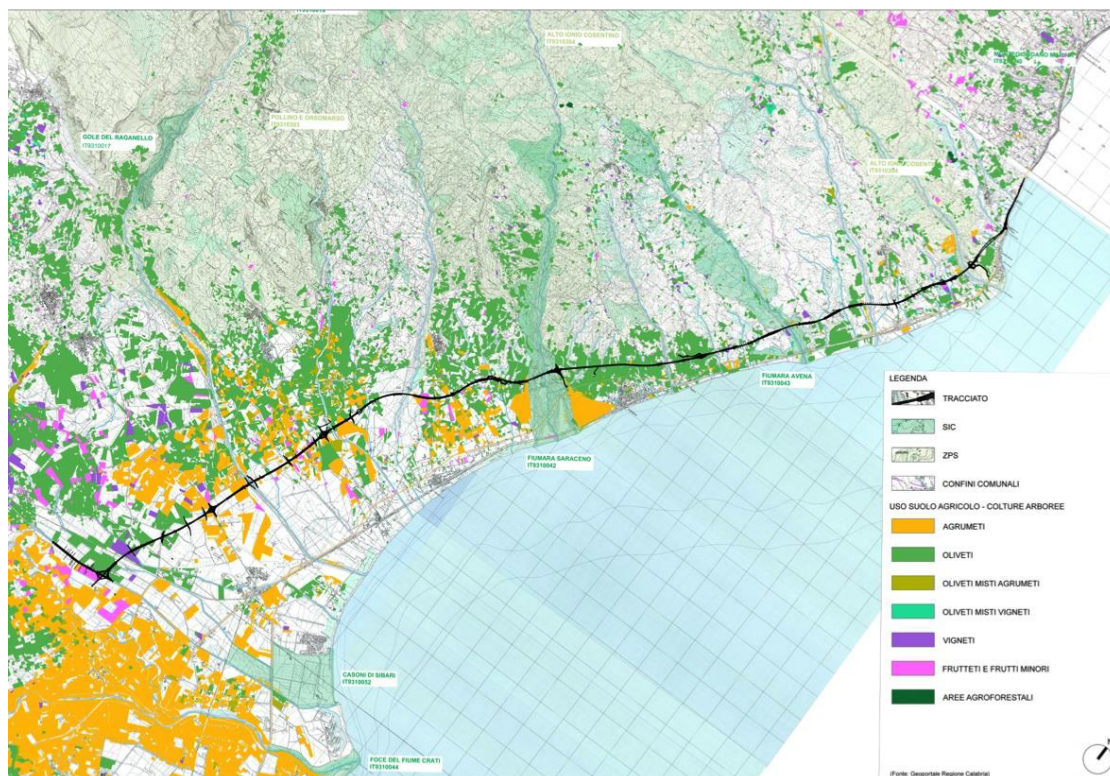 ALTO IONIO COSENTINO
IT9310304
POLLINO E ORSOMARSO
IT9310303
GOLE DEL RAGANELLO
IT9310017
ALTO IONIO COSENTINO
IT9310304
FIUMARA AVENA
IT9310043
FIUMARA SARACENO
IT9310042
CASONI DI SIBARI
IT9310052
FOCE DEL FIUME CRATI
IT9310044
LEGENDA
TRACCIATO
SIC
ZPS
CONFINI COMUNALI
USO SUOLO AGRICOLO - COLTURE ARBOREE
AGRUMETI
OLIVETI
OLIVETI MISTI AGRUMETI
OLIVETI MISTI VIGNETI
VIGNETI
FRUTTETI E FRUTTI MINORI
AREE AGROFORESTALI
(Fonte: Geoportale Regione Calabria)